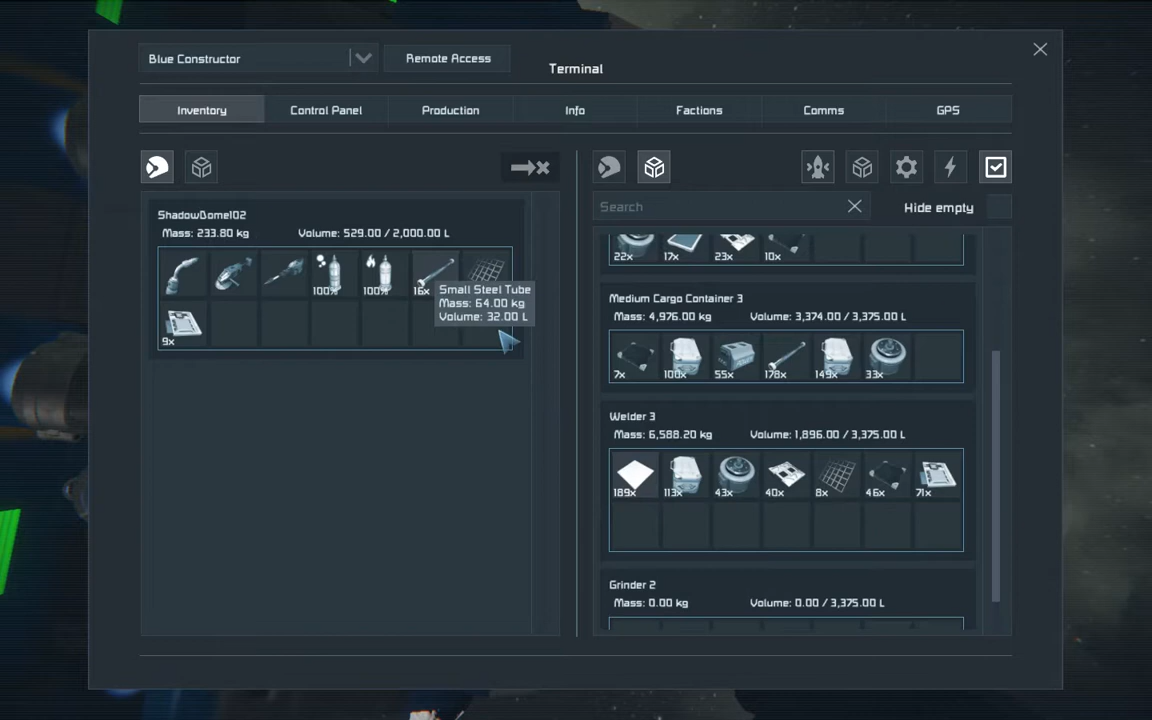 Blue Constructor
Remote Access
Terminal
Inventory
Control Panel
Production
Info
Factions
Comms
GPS
Search
Hide empty
ShadowDome102
Mass: 233.80 kg Volume: 529.00 / 2,000.00 L
100% 100% 16x
Small Steel Tube
Mass: 64.00 kg
Volume: 32.00 L
9x
22x 17x 23x 10x
Medium Cargo Container 3
Mass: 4,976.00 kg Volume: 3,374.00 / 3,375.00 L
7x 100x 55x 178x 149x 33x
Welder 3
Mass: 6,588.20 kg Volume: 1,896.00 / 3,375.00 L
189x 113x 43x 40x 8x 46x 71x
Grinder 2
Mass: 0.00 kg Volume: 0.00 / 3,375.00 L